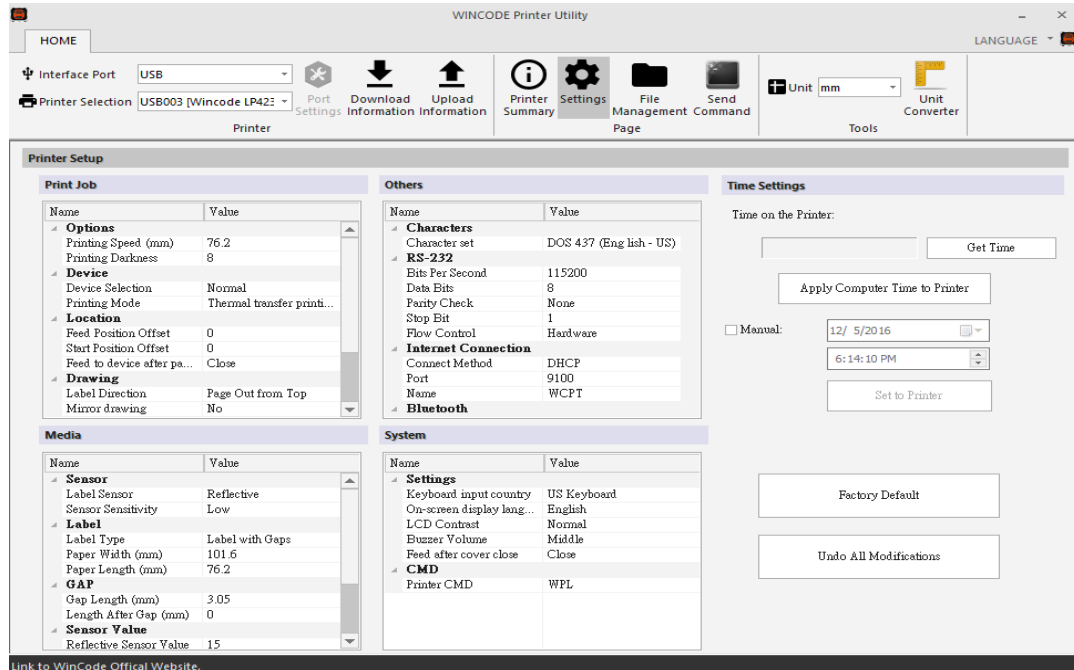 WINCODE Printer Utility
HOME
LANGUAGE
Interface Port USB
Printer Selection USB003 [Wincode LP423
Port Settings
Download Information
Upload Information
Printer Summary
Settings
File Management
Send Command
Unit mm
Unit Converter
Printer
Page
Tools
Printer Setup
Print Job
Name Value
Options
Printing Speed (mm) 76.2
Printing Darkness 8
Device
Device Selection Normal
Printing Mode Thermal transfer printi...
Location
Feed Position Offset 0
Start Position Offset 0
Feed to device after pa... Close
Drawing
Label Direction Page Out from Top
Mirror drawing No
Others
Name Value
Characters
Character set DOS 437 (Eng lish - US)
RS-232
Bits Per Second 115200
Data Bits 8
Parity Check None
Stop Bit 1
Flow Control Hardware
Internet Connection
Connect Method DHCP
Port 9100
Name WCPT
Bluetooth
Time Settings
Time on the Printer:
Get Time
Apply Computer Time to Printer
Manual: 12/ 5/2016
6:14:10 PM
Set to Printer
Media
Name Value
Sensor
Label Sensor Reflective
Sensor Sensitivity Low
Label
Label Type Label with Gaps
Paper Width (mm) 101.6
Paper Length (mm) 76.2
GAP
Gap Length (mm) 3.05
Length After Gap (mm) 0
Sensor Value
Reflective Sensor Value 15
System
Name Value
Settings
Keyboard input country US Keyboard
On-screen display lang... English
LCD Contrast Normal
Buzzer Volume Middle
Feed after cover close Close
CMD
Printer CMD WPL
Factory Default
Undo All Modifications
Link to WinCode Offical Website.